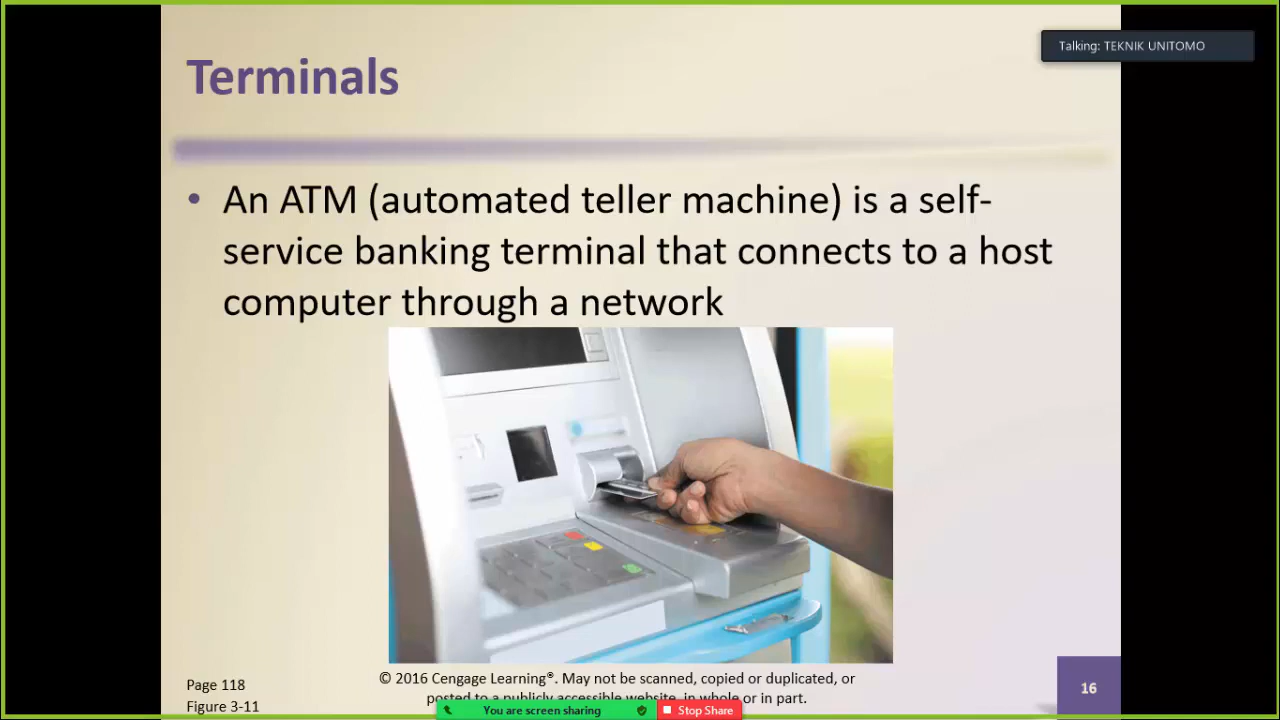 Talking: TEKNIK UNITOMO
Terminals
• An ATM (automated teller machine) is a self-
service banking terminal that connects to a host
computer through a network
Page 118
Figure 3-11
© 2016 Cengage Learning®. May not be scanned, copied or duplicated, or
posted to a publicly accessible website, in whole or in part.
16
You are screen sharing
Stop Share